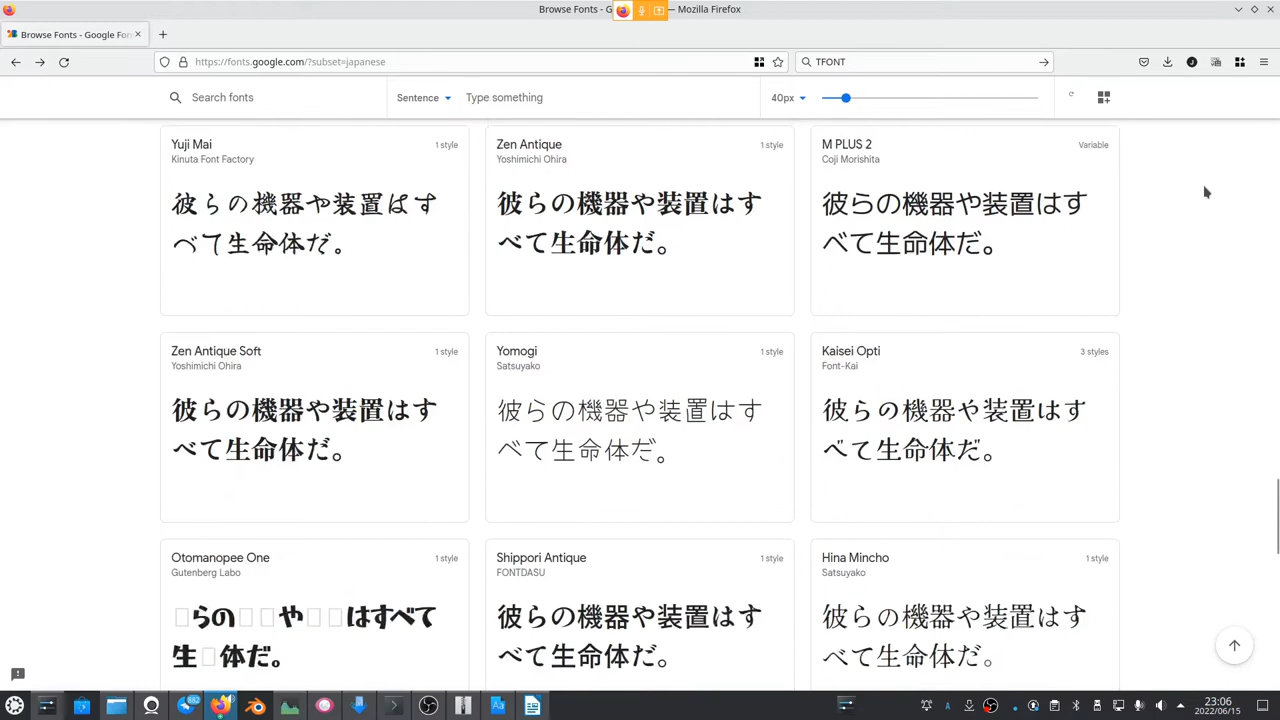 Browse Fonts - G — Mozilla Firefox
Browse Fonts - Google Fon
https://fonts.google.com/?subset=japanese
TFONT
Search fonts
Sentence
Type something
40px
Yuji Mai
1 style
Kinuta Font Factory
彼らの機器や装置はす
べて生命体だ。
Zen Antique
1 style
Yoshimichi Ohira
彼らの機器や装置はす
べて生命体だ。
M PLUS 2
Variable
Coji Morishita
彼らの機器や装置はす
べて生命体だ。
Zen Antique Soft
1 style
Yoshimichi Ohira
彼らの機器や装置はす
べて生命体だ。
Yomogi
1 style
Satsuyako
彼らの機器や装置はす
べて生命体だ。
Kaisei Opti
3 styles
Font-Kai
彼らの機器や装置はす
べて生命体だ。
Otomanopee One
1 style
Gutenberg Labo
らの や はすべて
生 体だ。
Shippori Antique
1 style
FONTDASU
彼らの機器や装置はす
べて生命体だ。
Hina Mincho
1 style
Satsuyako
彼らの機器や装置はす
べて生命体だ。
23:06
2022/06/15